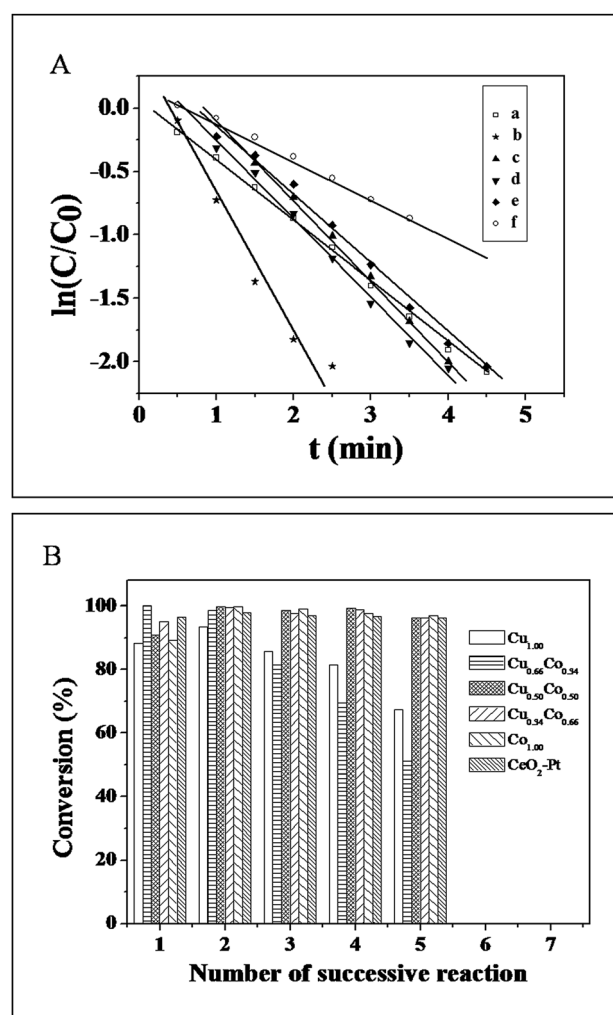 A
0.0
-0.5
-1.0
-1.5
-2.0
ln(C/C0)
0 1 2 3 4 5
t (min)
a
b
c
d
e
f
B
100
80
60
40
20
0
Conversion (%)
1 2 3 4 5 6 7
Number of successive reaction
Cu1.00
Cu0.66Co0.34
Cu0.50Co0.50
Cu0.34Co0.66
Co1.00
CeO2-Pt